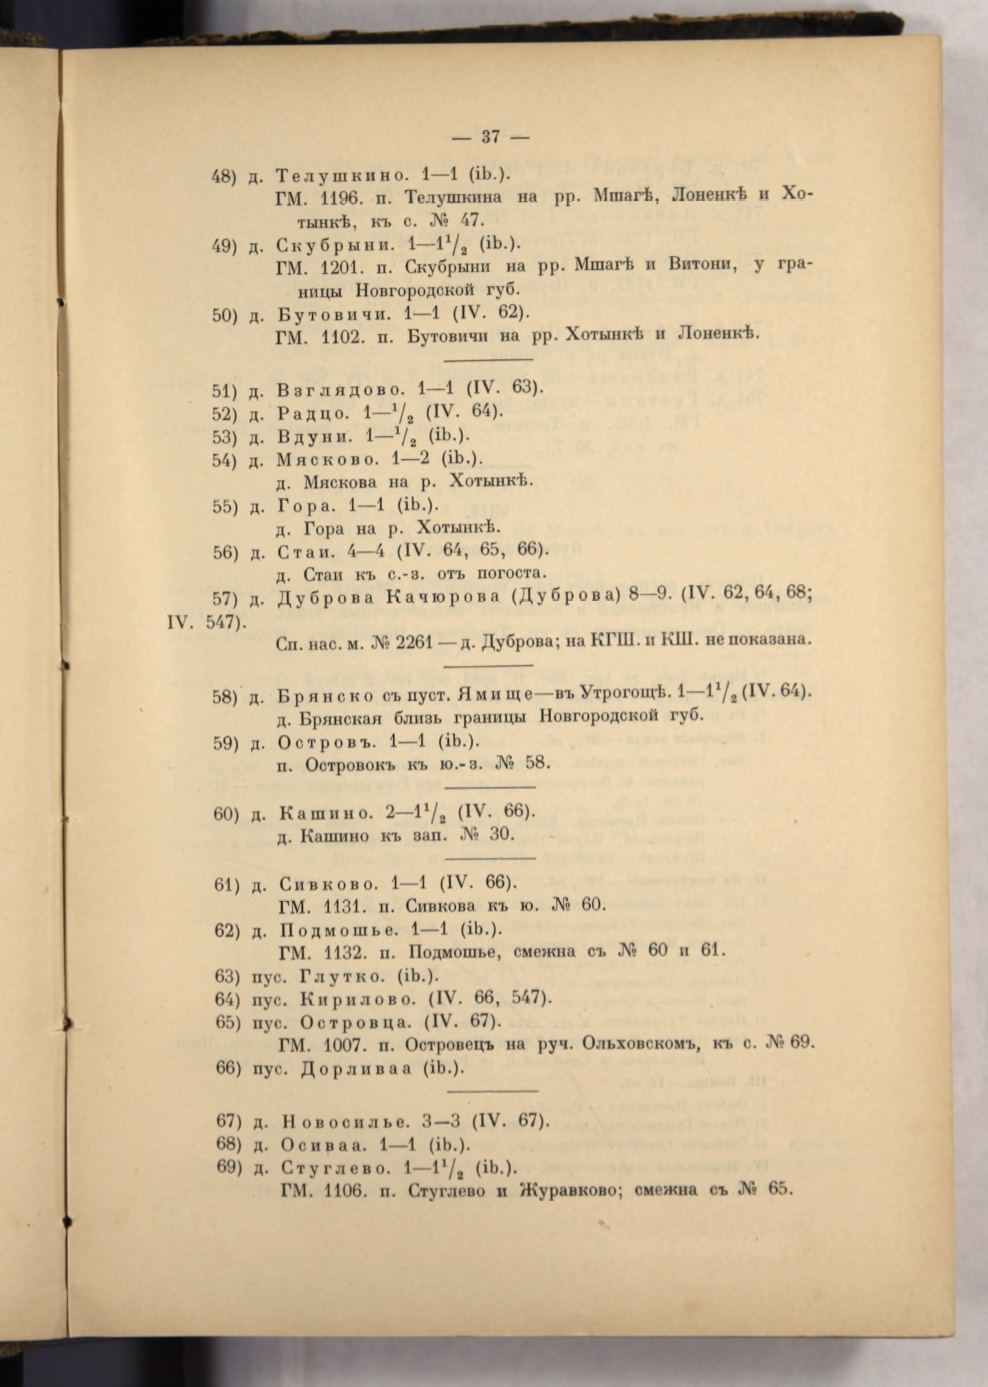 — 37 —
48) д. Телушкино. 1—1 (ib.).
ГМ. 1196. п. Телушкина на рр. Мшагѣ, Лоненкѣ и Хо-
тынкѣ, къ с. № 47.
49) д. Скубрыни. 1—1¹/₂ (ib.).
ГМ. 1201. п. Скубрыни на рр. Мшагѣ и Витони, у гра-
ницы Новгородской губ.
50) д. Бутовичи. 1—1 (IV. 62).
ГМ. 1102. п. Бутовичи на рр. Хотынкѣ и Лоненкѣ.
51) д. Взглядово. 1—1 (IV. 63).
52) д. Радцо. 1—¹/₂ (IV. 64).
53) д. Вдуни. 1—¹/₂ (ib.).
54) д. Мясково. 1—2 (ib.).
д. Мяскова на р. Хотынкѣ.
55) д. Гора. 1—1 (ib.).
д. Гора на р. Хотынкѣ.
56) д. Стаи. 4—4 (IV. 64, 65, 66).
д. Стаи къ с.-з. отъ погоста.
57) д. Дуброва Качюрова (Дуброва) 8—9. (IV. 62, 64, 68;
IV. 547).
Сп. нас. м. № 2261 — д. Дуброва; на КГШ. и КШ. не показана.
58) д. Брянско съ пуст. Ямище—въ Утрогощѣ. 1—1¹/₂ (IV. 64).
д. Брянская близь границы Новгородской губ.
59) д. Островъ. 1—1 (ib.).
п. Островокъ къ ю.-з. № 58.
60) д. Кашино. 2—1¹/₂ (IV. 66).
д. Кашино къ зап. № 30.
61) д. Сивково. 1—1 (IV. 66).
ГМ. 1131. п. Сивкова къ ю. № 60.
62) д. Подмошье. 1—1 (ib.).
ГМ. 1132. п. Подмошье, смежна съ № 60 и 61.
63) пус. Глутко. (ib.).
64) пус. Кирилово. (IV. 66, 547).
65) пус. Островца. (IV. 67).
ГМ. 1007. п. Островецъ на руч. Ольховскомъ, къ с. № 69.
66) пус. Дорливаа (ib.).
67) д. Новосилье. 3—3 (IV. 67).
68) д. Осиваа. 1—1 (ib.).
69) д. Стуглево. 1—1¹/₂ (ib.).
ГМ. 1106. п. Стуглево и Журавково; смежна съ № 65.